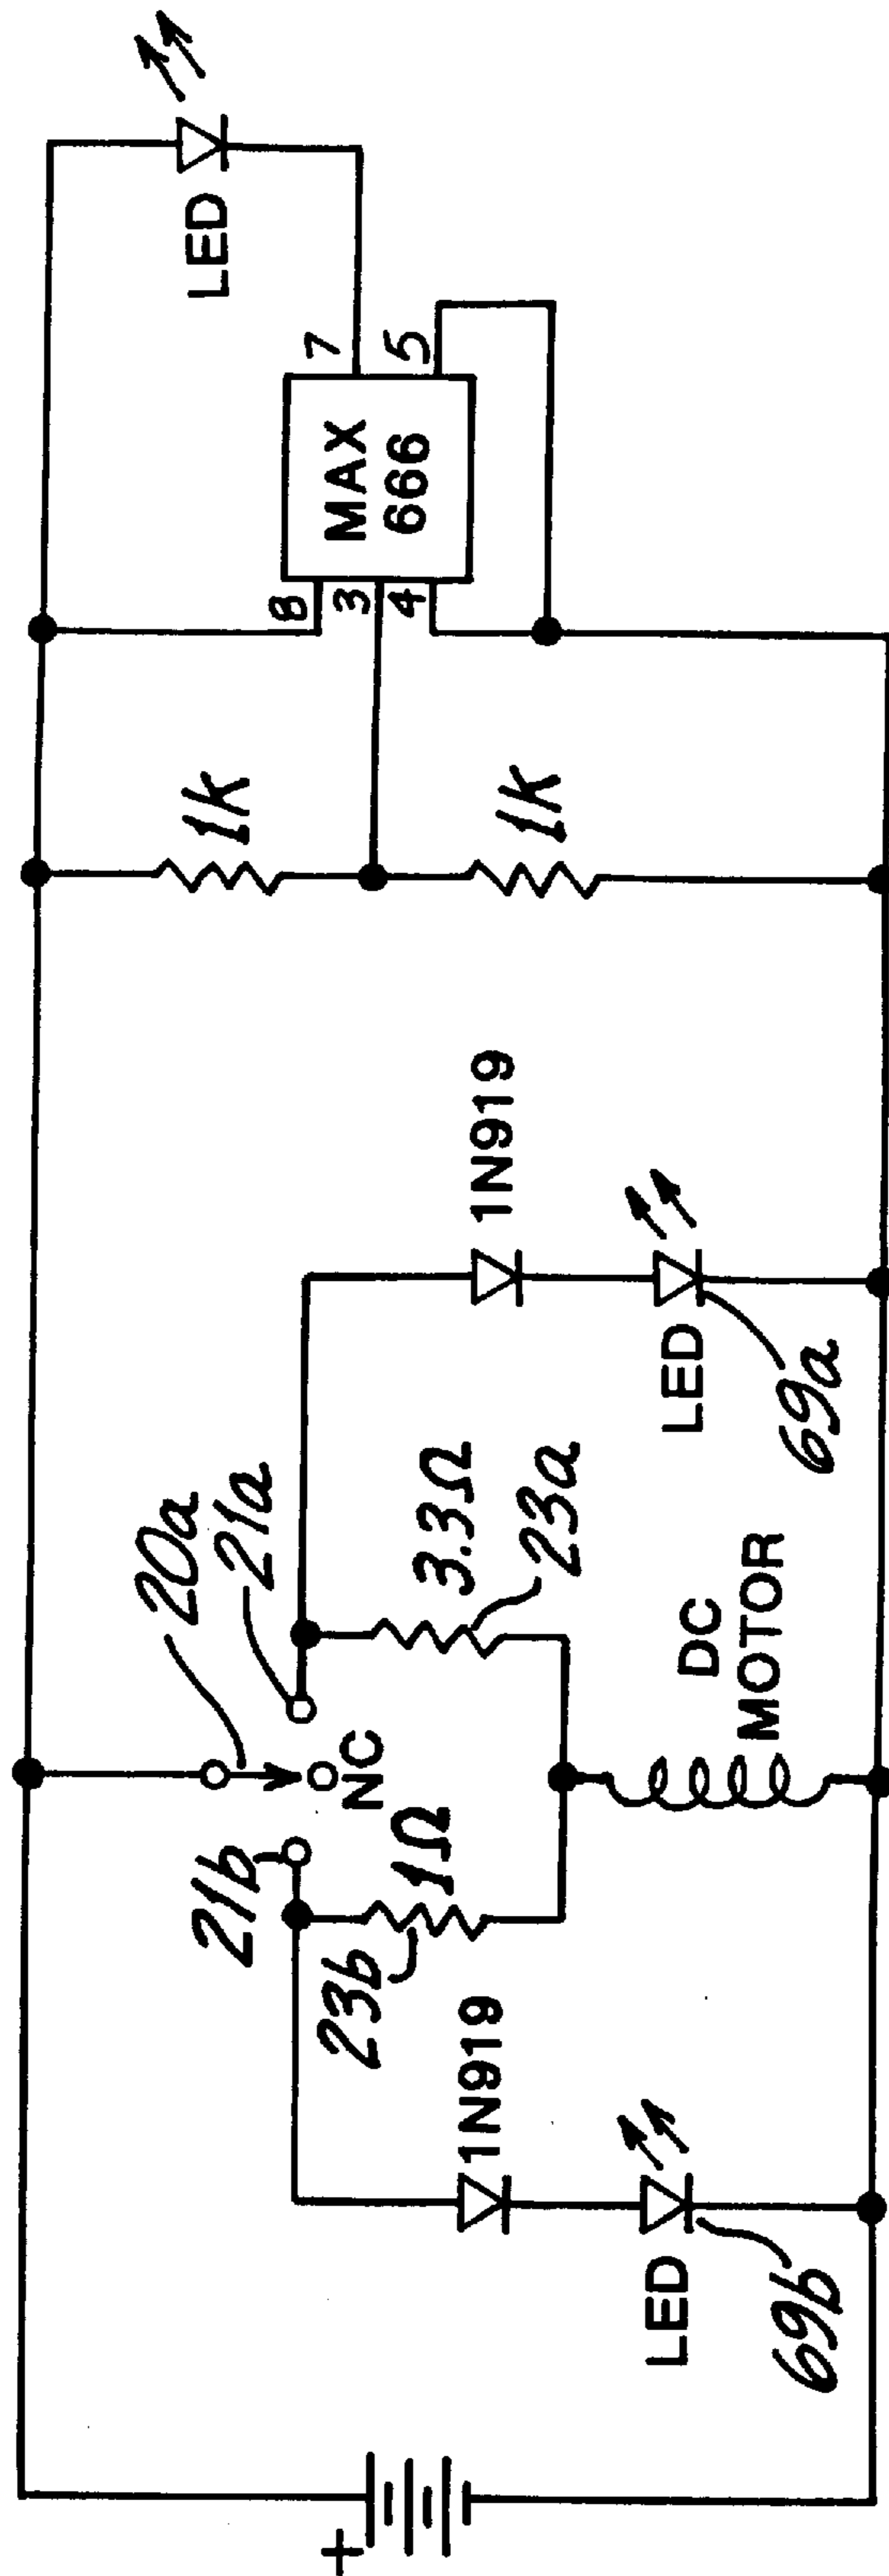 +
LED
69b
1N919
23b
1Ω
21b
NC
20a
21a
3.3Ω
23a
DC
MOTOR
LED
69a
1N919
1K
1K
8
3
4
MAX
666
7
5
LED